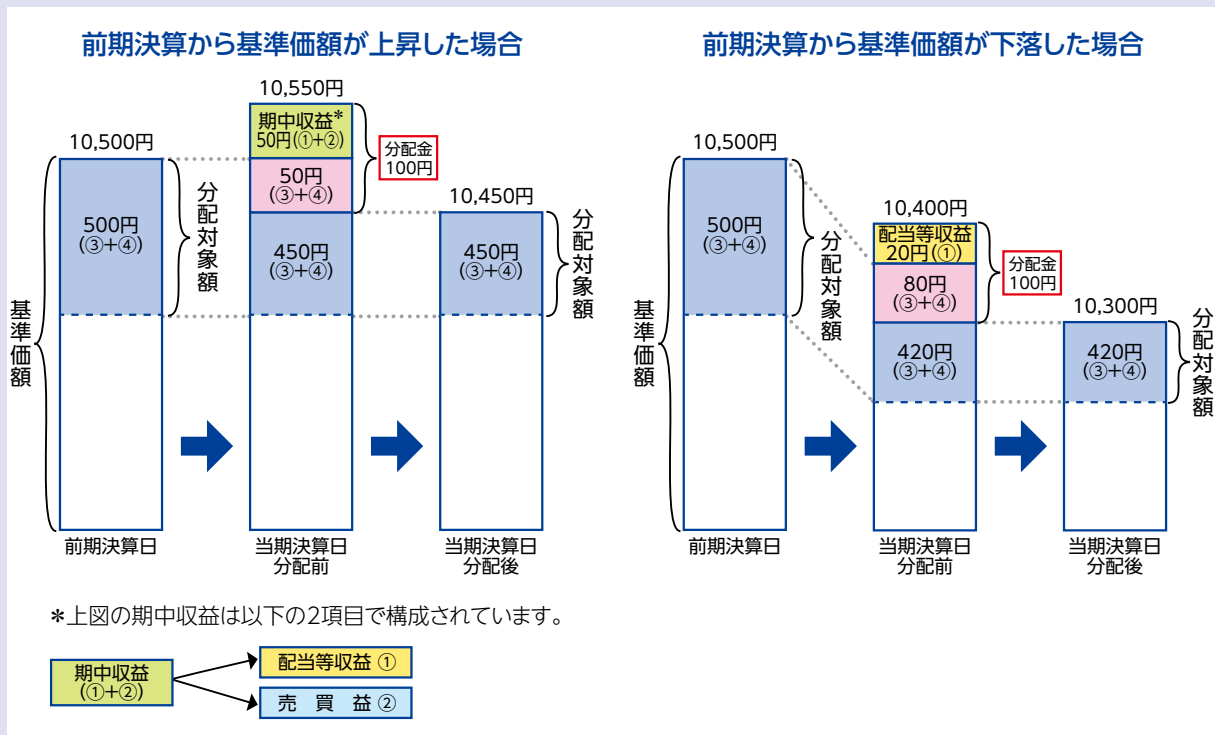 前期決算から基準価額が上昇した場合
基準価額
10,500円
500円
(③+④)
分配対象額
前期決算日
10,550円
期中収益*
50円(①+②)
50円
(③+④)
450円
(③+④)
分配金
100円
当期決算日
分配前
10,450円
450円
(③+④)
分配対象額
当期決算日
分配後
前期決算から基準価額が下落した場合
基準価額
10,500円
500円
(③+④)
分配対象額
前期決算日
10,400円
配当等収益
20円(①)
80円
(③+④)
420円
(③+④)
分配金
100円
当期決算日
分配前
10,300円
420円
(③+④)
分配対象額
当期決算日
分配後
*上図の期中収益は以下の2項目で構成されています。
期中収益
(①+②)
配当等収益 ①
売 買 益 ②